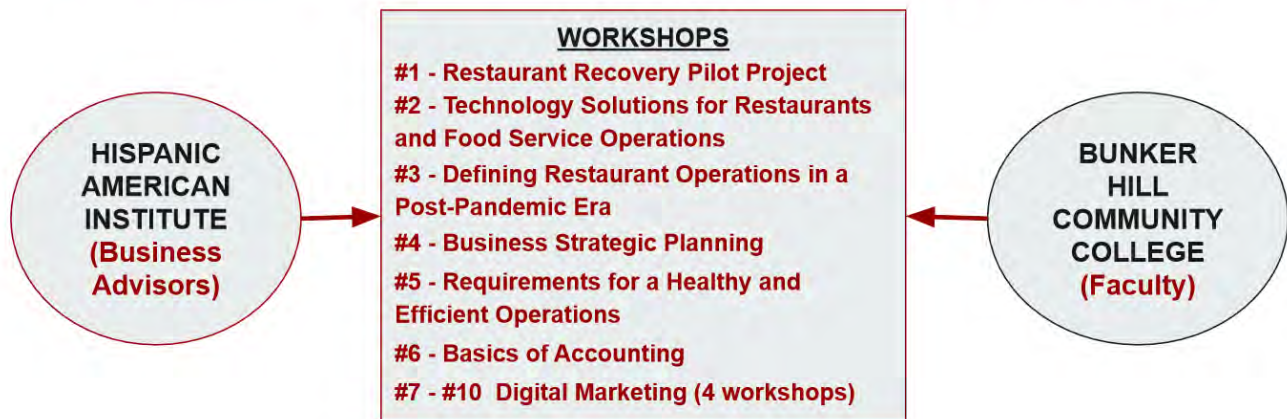 HISPANIC
AMERICAN
INSTITUTE
(Business
Advisors)
WORKSHOPS
#1 - Restaurant Recovery Pilot Project
#2 - Technology Solutions for Restaurants
and Food Service Operations
#3 - Defining Restaurant Operations in a
Post-Pandemic Era
#4 - Business Strategic Planning
#5 - Requirements for a Healthy and
Efficient Operations
#6 - Basics of Accounting
#7 - #10 Digital Marketing (4 workshops)
BUNKER
HILL
COMMUNITY
COLLEGE
(Faculty)